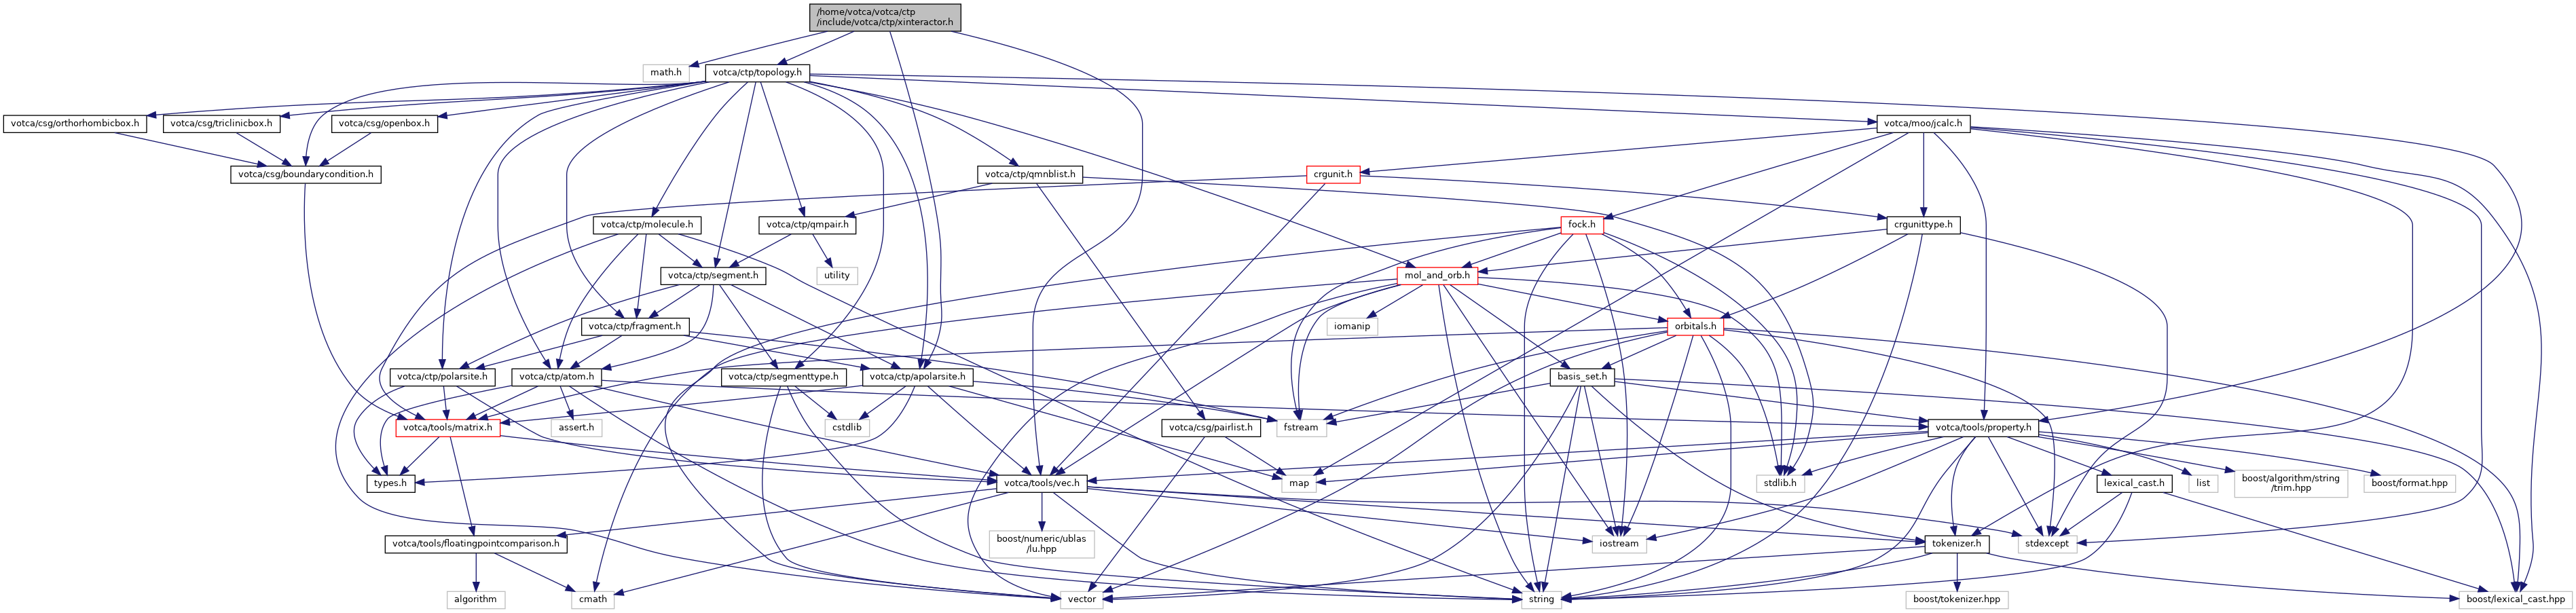 /home/votca/votca/ctp
/include/votca/ctp/xinteractor.h
math.h
votca/ctp/topology.h
votca/csg/orthorhombicbox.h
votca/csg/triclinicbox.h
votca/csg/openbox.h
votca/moo/jcalc.h
votca/csg/boundarycondition.h
votca/ctp/qmnblist.h
crgunit.h
votca/ctp/molecule.h
votca/ctp/qmpair.h
fock.h
crgunittype.h
votca/ctp/segment.h
utility
mol_and_orb.h
votca/ctp/fragment.h
iomanip
orbitals.h
votca/ctp/polarsite.h
votca/ctp/atom.h
votca/ctp/segmenttype.h
votca/ctp/apolarsite.h
basis_set.h
votca/tools/matrix.h
assert.h
cstdlib
votca/csg/pairlist.h
fstream
votca/tools/property.h
types.h
votca/tools/vec.h
map
stdlib.h
lexical_cast.h
list
boost/algorithm/string
/trim.hpp
boost/format.hpp
votca/tools/floatingpointcomparison.h
boost/numeric/ublas
/lu.hpp
iostream
tokenizer.h
stdexcept
algorithm
cmath
vector
string
boost/tokenizer.hpp
boost/lexical_cast.hpp